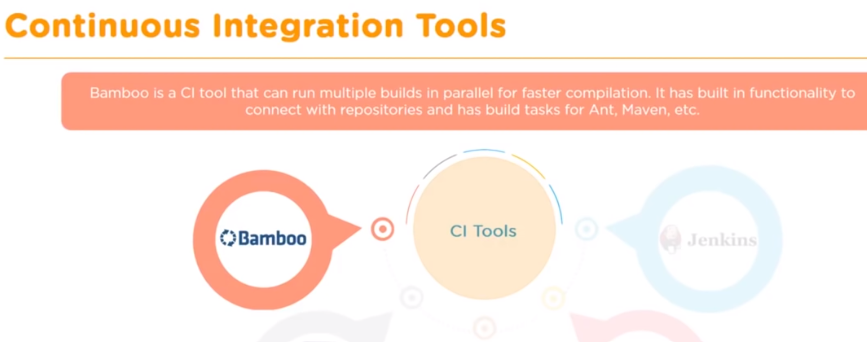 Continuous Integration Tools
Bamboo is a CI tool that can run multiple builds in parallel for faster compilation. It has built in functionality to
connect with repositories and has build tasks for Ant, Maven, etc.
Bamboo
CI Tools
Jenkins